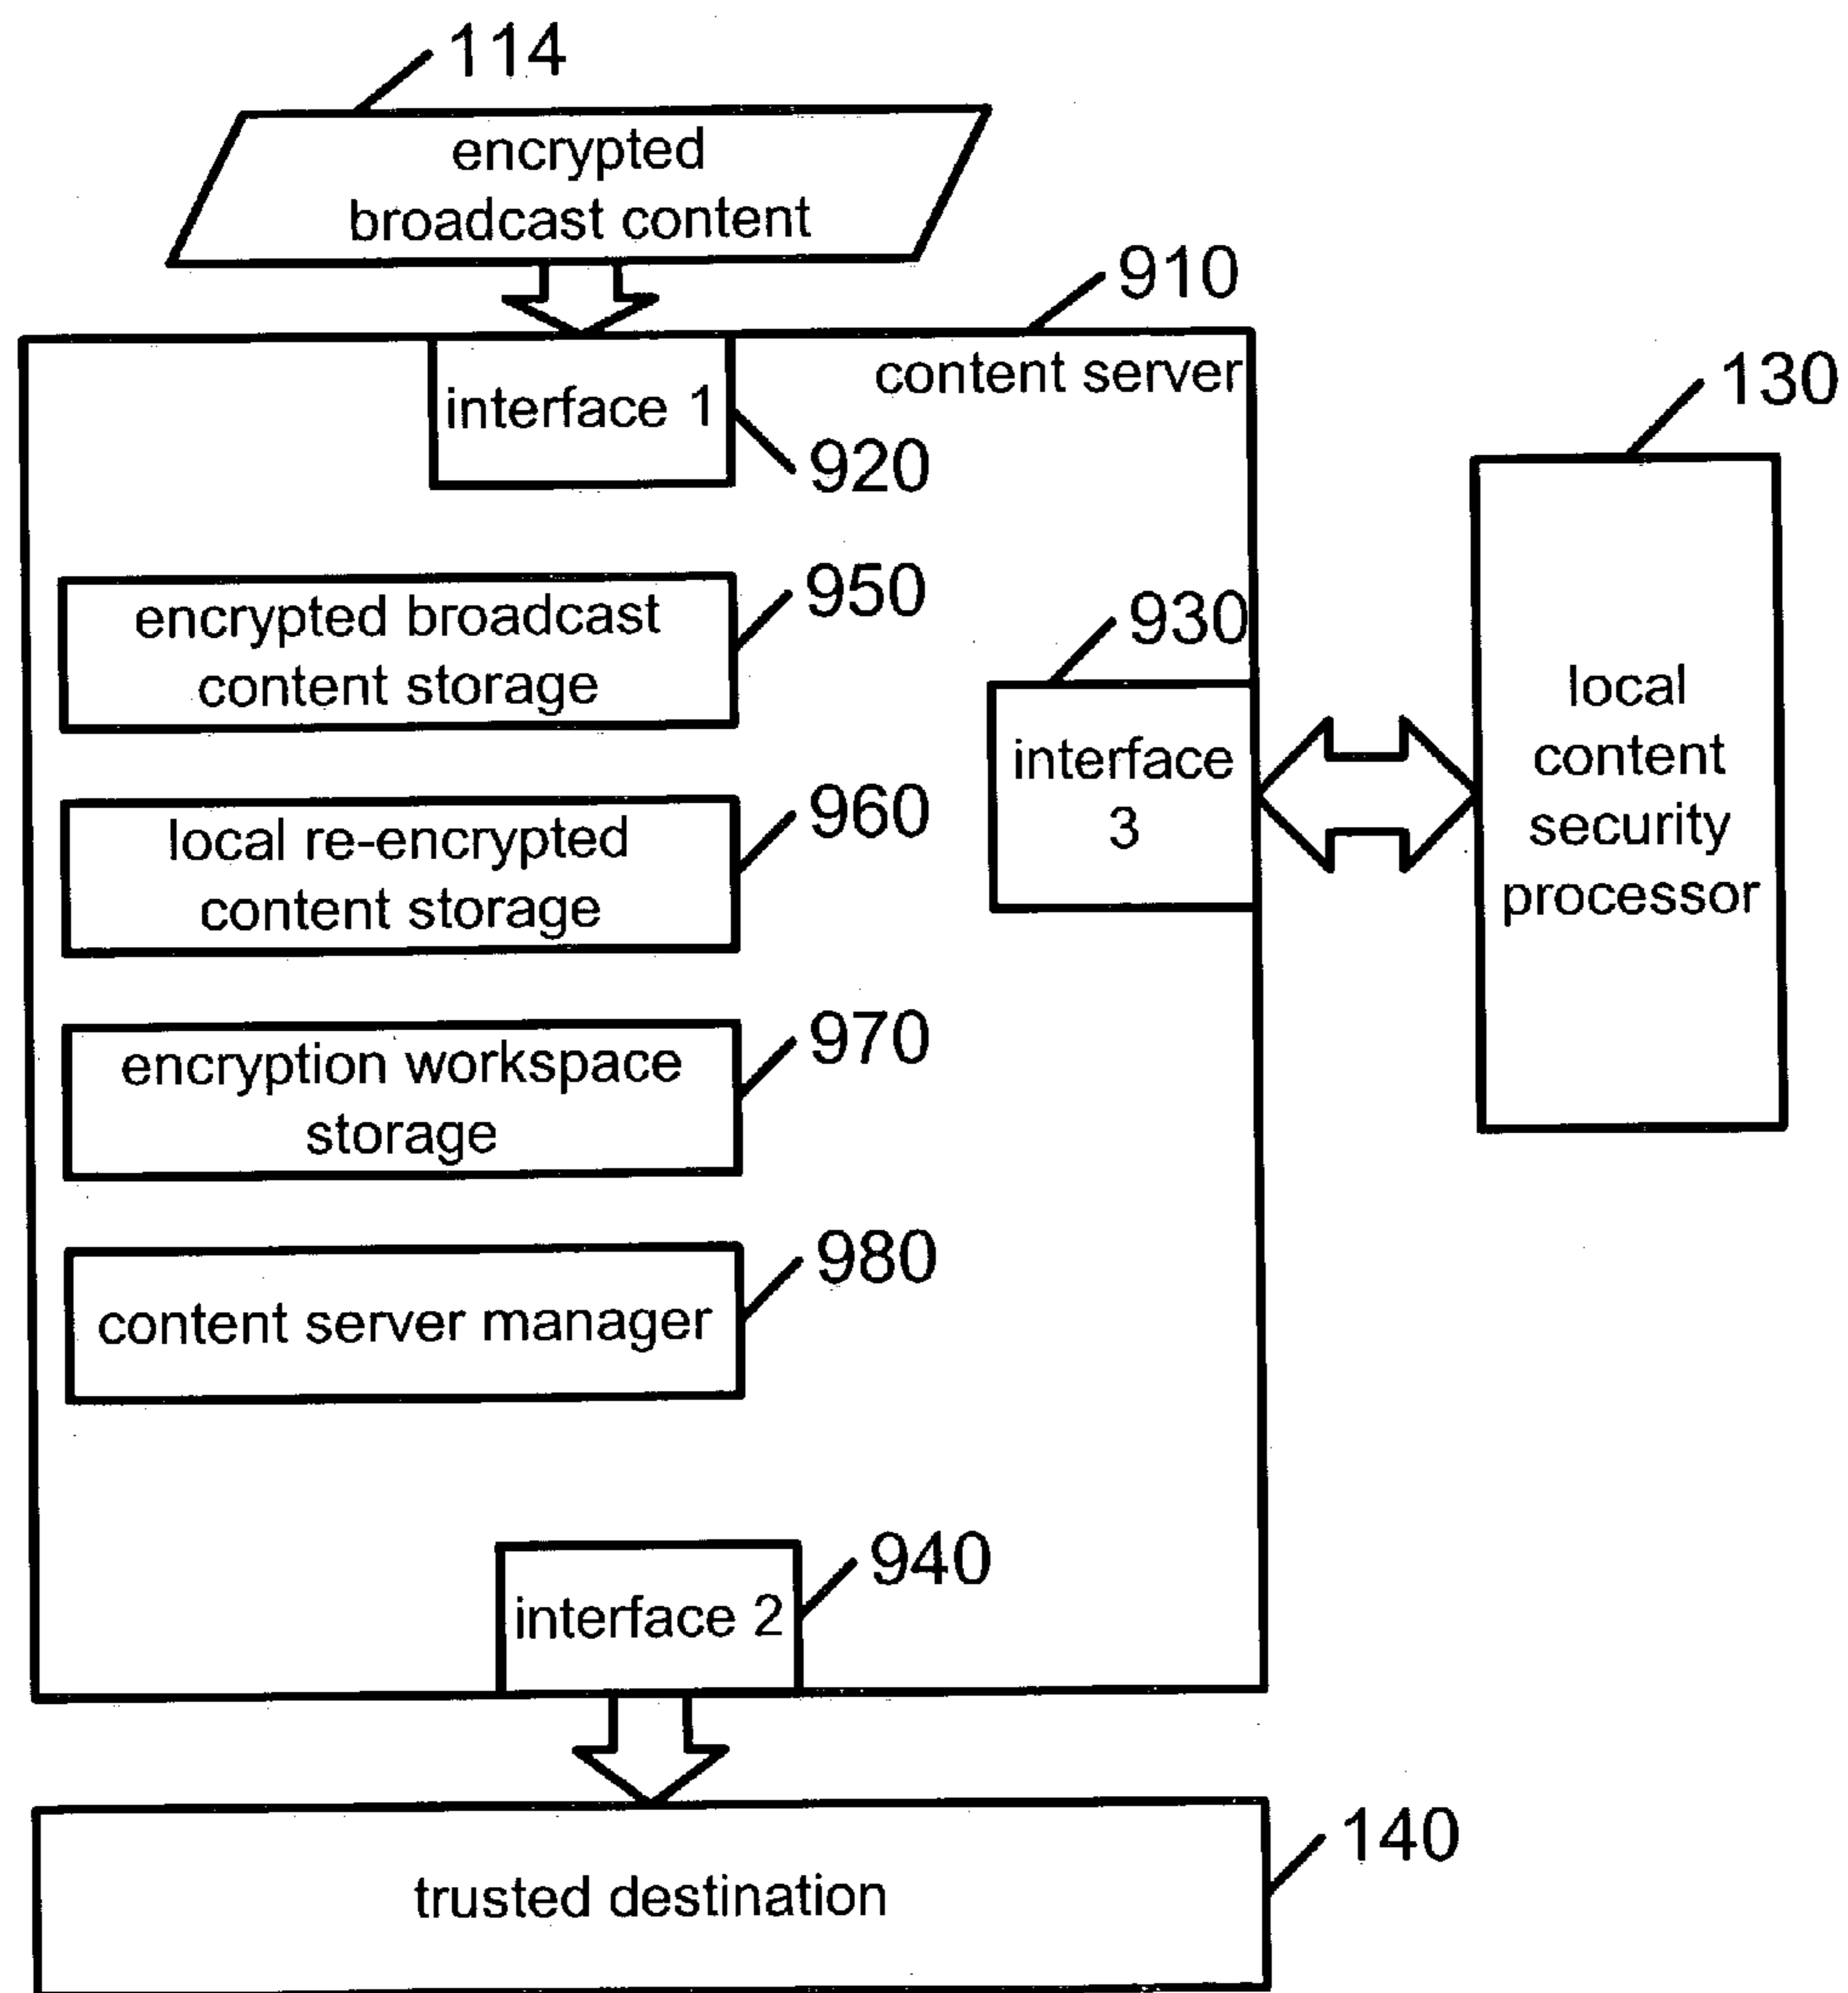 114
encrypted
broadcast content
910
content server
interface 1
920
130
950
encrypted broadcast
content storage
930
interface
3
local
content
security
processor
960
local re-encrypted
content storage
970
encryption workspace
storage
980
content server manager
940
interface 2
140
trusted destination